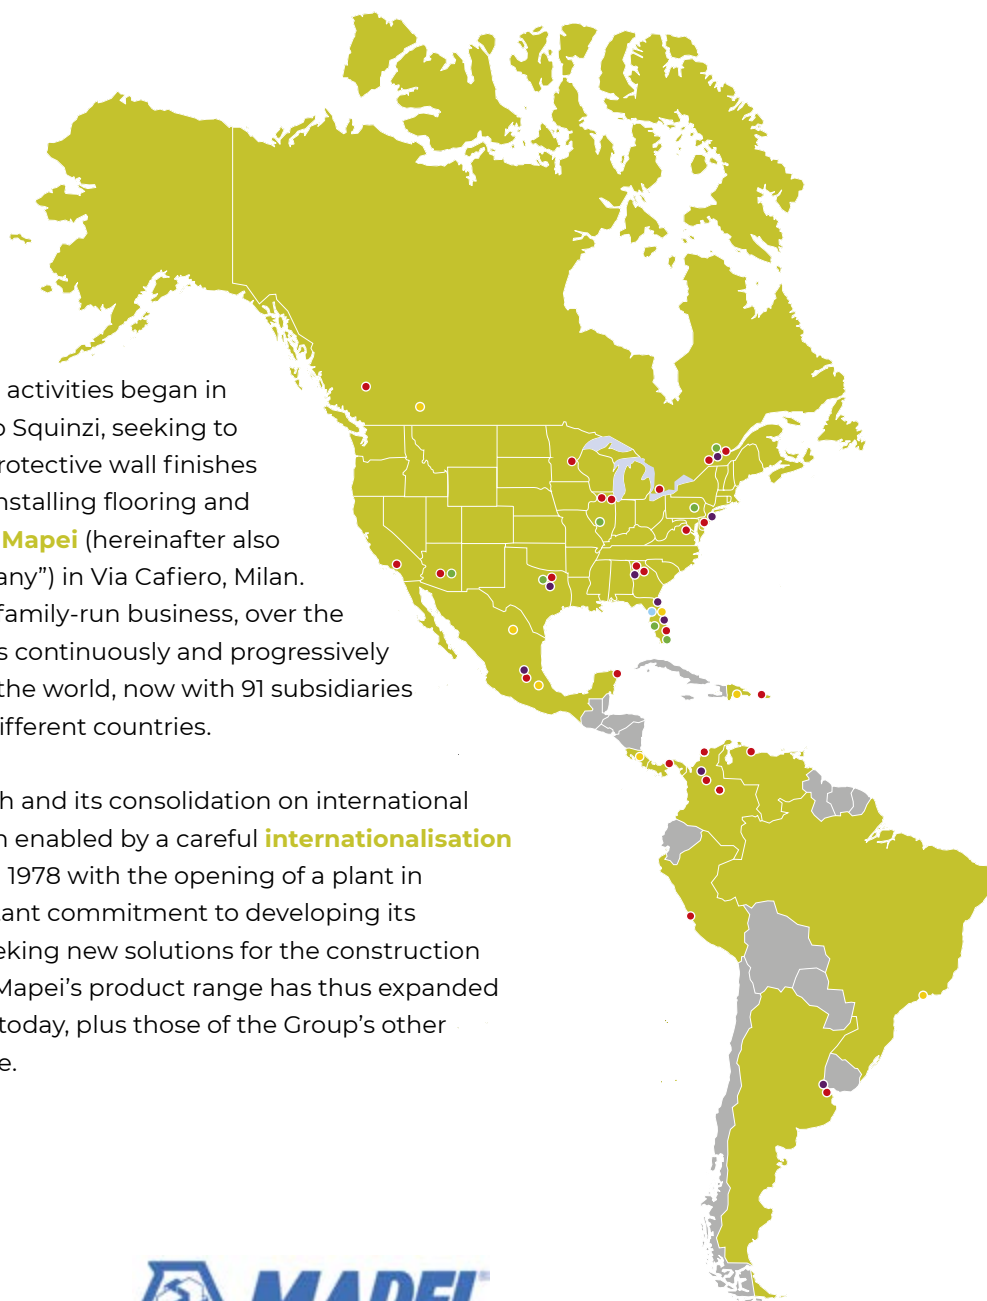 activities began in
Squinzi, seeking to
rotective wall finishes
nstalling flooring and
Mapei (hereinafter also
any”) in Via Cafiero, Milan.
family-run business, over the
s continuously and progressively
the world, now with 91 subsidiaries
ifferent countries.
h and its consolidation on international
n enabled by a careful internationalisation
1978 with the opening of a plant in
tant commitment to developing its
eking new solutions for the construction
Mapei’s product range has thus expanded
today, plus those of the Group’s other
e.
MAPEI